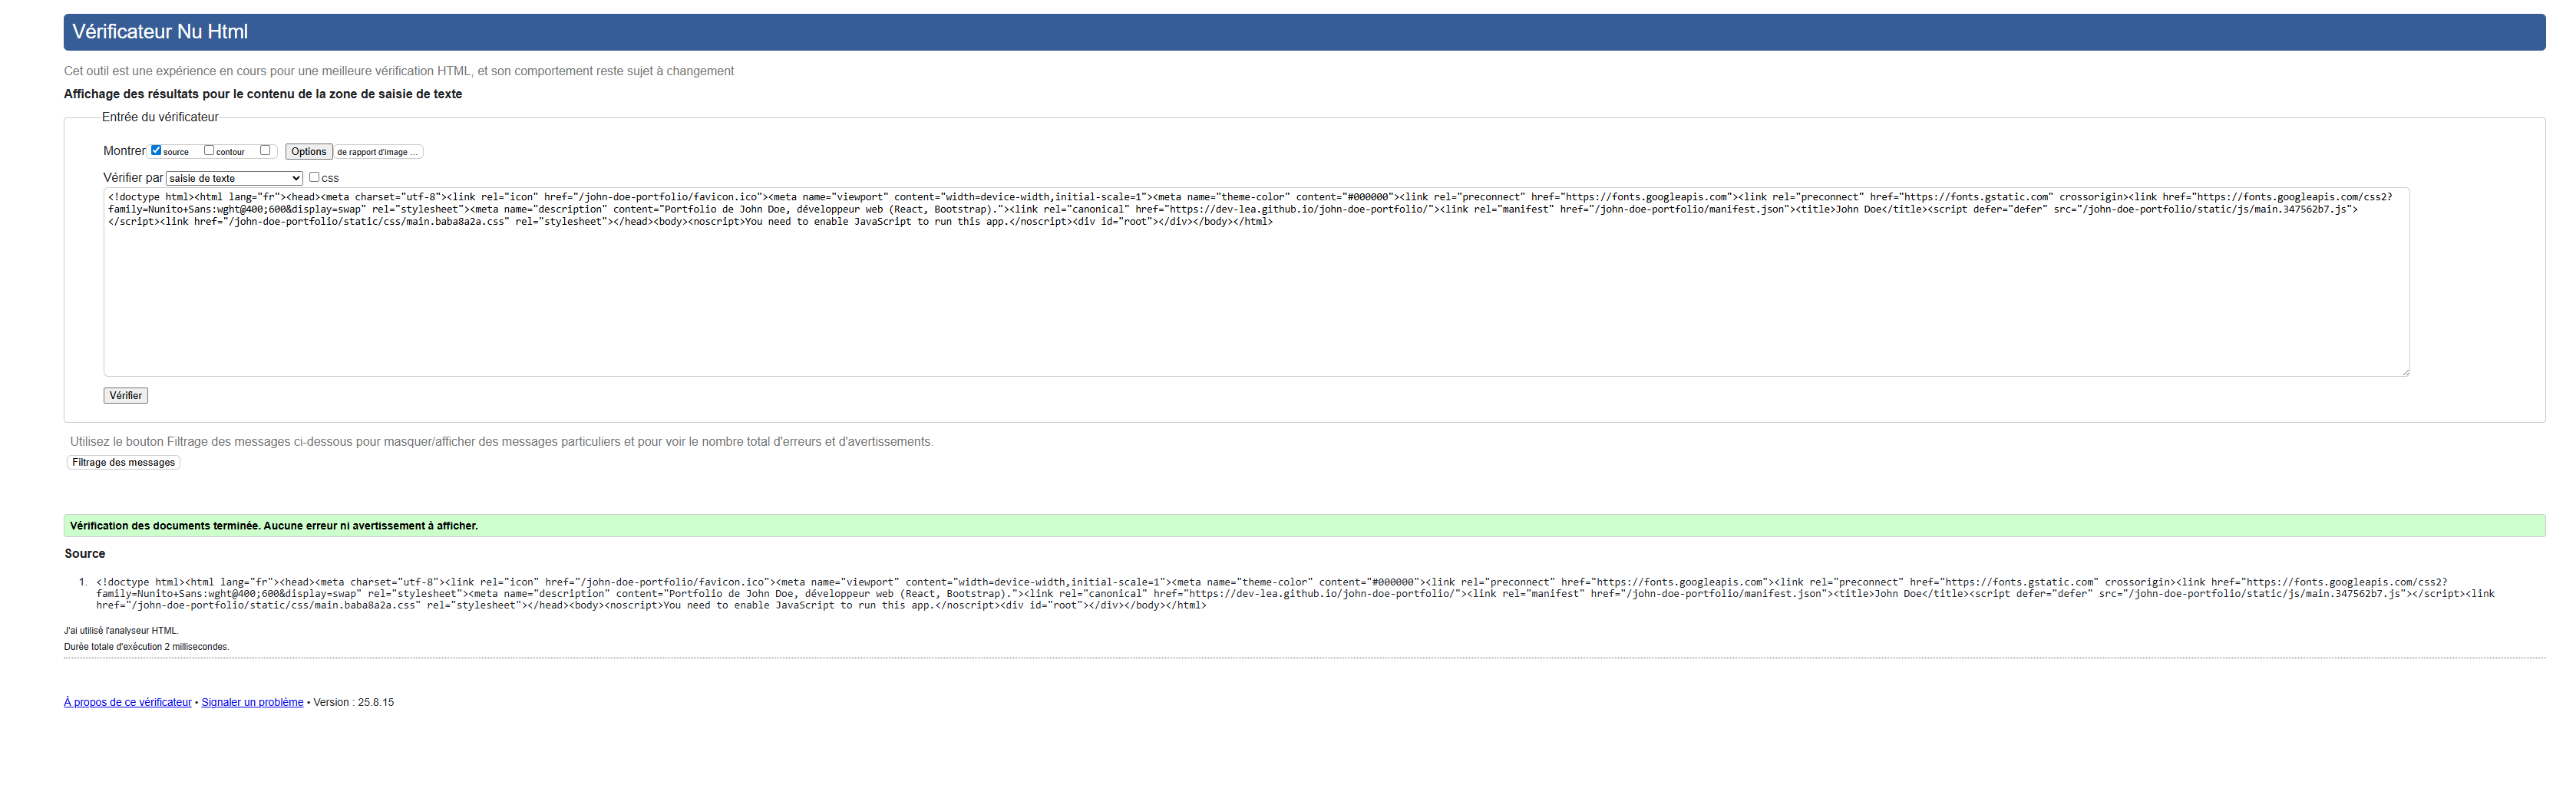 Vérificateur Nu Html
Cet outil est une expérience en cours pour une meilleure vérification HTML, et son comportement reste sujet à changement
Affichage des résultats pour le contenu de la zone de saisie de texte
Entrée du vérificateur
Montrer source contour Options de rapport d'image ...
Vérifier par saisie de texte css
<!doctype html><html lang="fr"><head><meta charset="utf-8"><link rel="icon" href="/john-doe-portfolio/favicon.ico"><meta name="viewport" content="width=device-width,initial-scale=1"><meta name="theme-color" content="#000000"><link rel="preconnect" href="https://fonts.googleapis.com"><link rel="preconnect" href="https://fonts.gstatic.com" crossorigin><link href="https://fonts.googleapis.com/css2?
family=Nunito+Sans:wght@400;600&display=swap" rel="stylesheet"><meta name="description" content="Portfolio de John Doe, développeur web (React, Bootstrap)."><link rel="canonical" href="https://dev-lea.github.io/john-doe-portfolio/"><link rel="manifest" href="/john-doe-portfolio/manifest.json"><title>John Doe</title><script defer="defer" src="/john-doe-portfolio/static/js/main.347562b7.js">
</script><link href="/john-doe-portfolio/static/css/main.baba8a2a.css" rel="stylesheet"></head><body><noscript>You need to enable JavaScript to run this app.</noscript><div id="root"></div></body></html>
Vérifier
Utilisez le bouton Filtrage des messages ci-dessous pour masquer/afficher des messages particuliers et pour voir le nombre total d'erreurs et d'avertissements.
Filtrage des messages
Vérification des documents terminée. Aucune erreur ni avertissement à afficher.
Source
1. <!doctype html><html lang="fr"><head><meta charset="utf-8"><link rel="icon" href="/john-doe-portfolio/favicon.ico"><meta name="viewport" content="width=device-width,initial-scale=1"><meta name="theme-color" content="#000000"><link rel="preconnect" href="https://fonts.googleapis.com"><link rel="preconnect" href="https://fonts.gstatic.com" crossorigin><link href="https://fonts.googleapis.com/css2?
family=Nunito+Sans:wght@400;600&display=swap" rel="stylesheet"><meta name="description" content="Portfolio de John Doe, développeur web (React, Bootstrap)."><link rel="canonical" href="https://dev-lea.github.io/john-doe-portfolio/"><link rel="manifest" href="/john-doe-portfolio/manifest.json"><title>John Doe</title><script defer="defer" src="/john-doe-portfolio/static/js/main.347562b7.js"></script><link
href="/john-doe-portfolio/static/css/main.baba8a2a.css" rel="stylesheet"></head><body><noscript>You need to enable JavaScript to run this app.</noscript><div id="root"></div></body></html>
J'ai utilisé l'analyseur HTML.
Durée totale d'exécution 2 millisecondes.
À propos de ce vérificateur • Signaler un problème • Version : 25.8.15